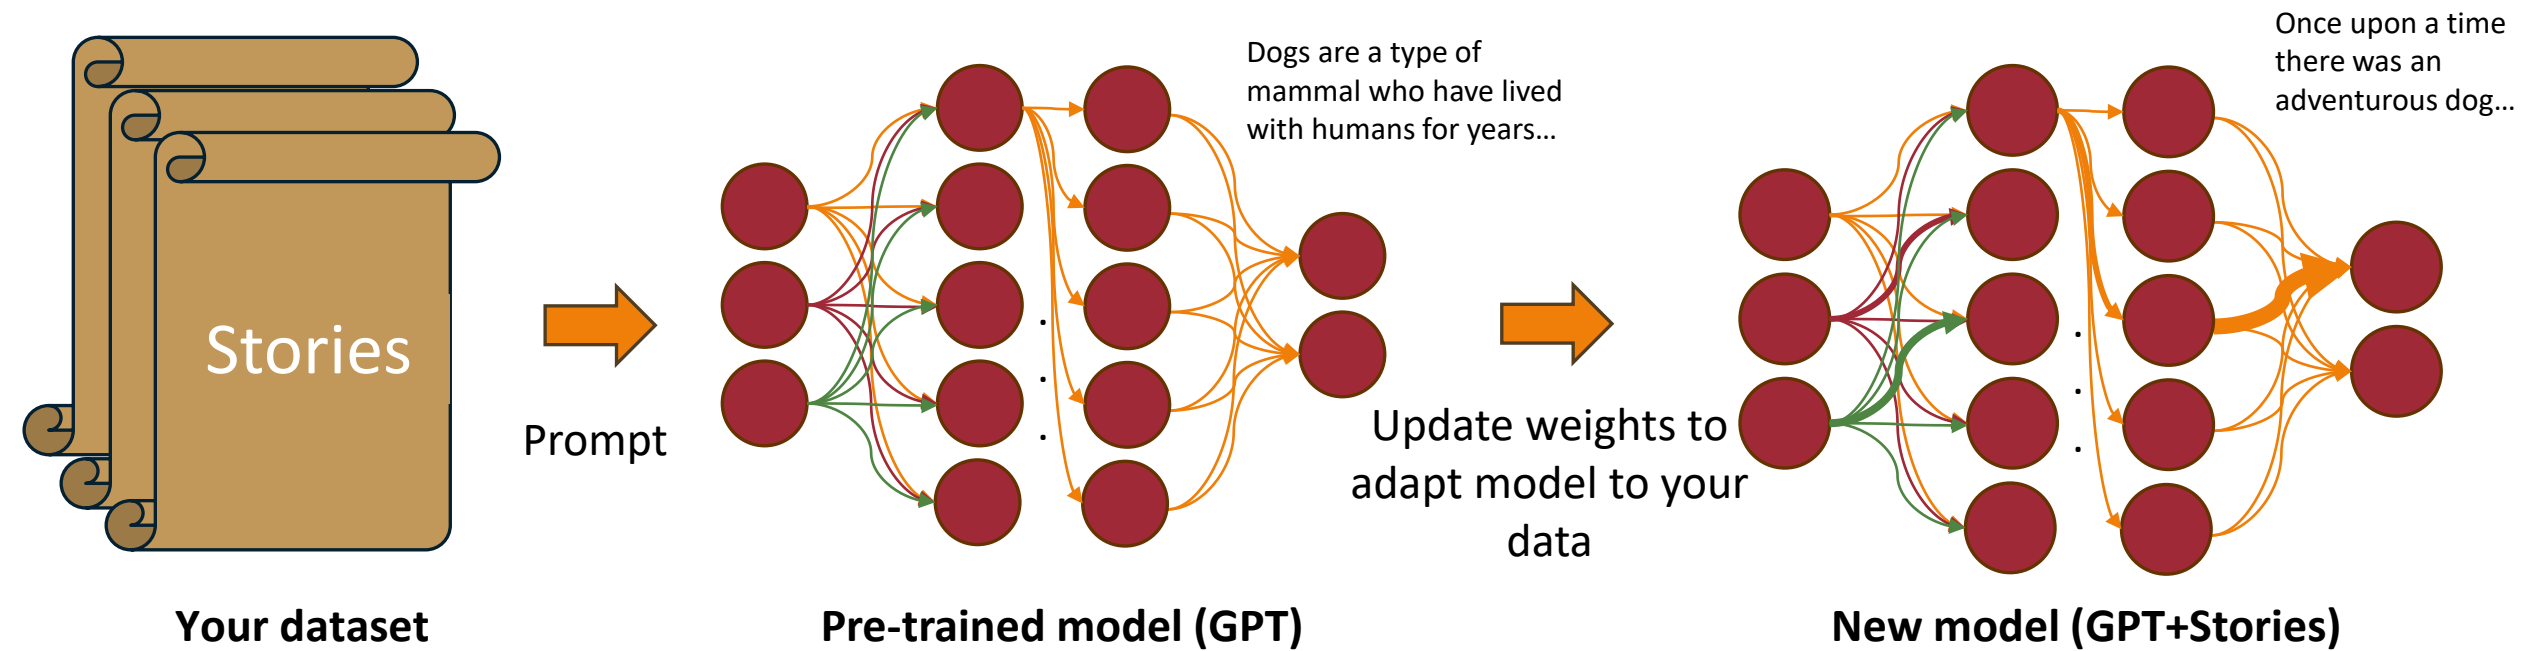 Stories
Your dataset
Prompt
Dogs are a type of
mammal who have lived
with humans for years…
.
.
.
Pre-trained model (GPT)
Update weights to
adapt model to your
data
Once upon a time
there was an
adventurous dog…
.
.
.
New model (GPT+Stories)